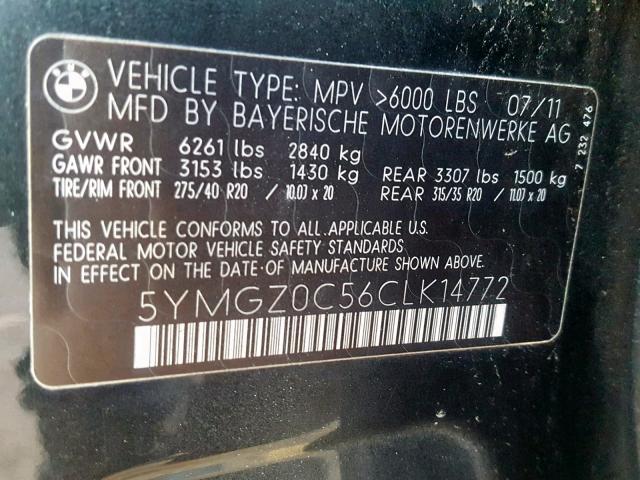 BMW
VEHICLE TYPE: MPV >6000 LBS 07/11
MFD BY BAYERISCHE MOTORENWERKE AG
GVWR 6261 lbs 2840 kg
GAWR FRONT 3153 lbs 1430 kg REAR 3307 lbs 1500 kg
TIRE/RIM FRONT 275/40 R20 / 10.0J x 20 REAR 315/35 R20 / 11.0J x 20
THIS VEHICLE CONFORMS TO ALL APPLICABLE U.S.
FEDERAL MOTOR VEHICLE SAFETY STANDARDS
IN EFFECT ON THE DATE OF MANUFACTURE SHOWN ABOVE.
5YMGZ0C56CLK14772
7 232 476